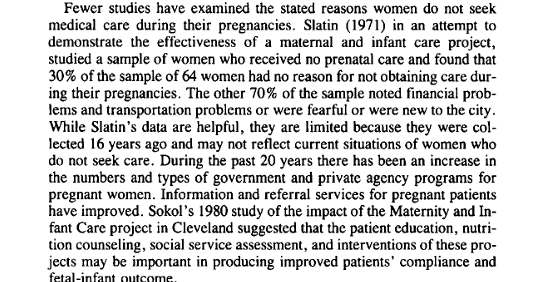 Fewer studies have examined the stated reasons women do not seek
medical care during their pregnancies. Slatin (1971) in an attempt to
demonstrate the effectiveness of a maternal and infant care project,
studied a sample of women who received no prenatal care and found that
30% of the sample of 64 women had no reason for not obtaining care dur-
ing their pregnancies. The other 70% of the sample noted financial prob-
lems and transportation problems or were fearful or were new to the city.
While Slatin's data are helpful, they are limited because they were col-
lected 16 years ago and may not reflect current situations of women who
do not seek care. During the past 20 years there has been an increase in
the numbers and types of government and private agency programs for
pregnant women. Information and referral services for pregnant patients
have improved. Sokol's 1980 study of the impact of the Maternity and In-
fant Care project in Cleveland suggested that the patient education, nutri-
tion counseling, social service assessment, and interventions of these pro-
jects may be important in producing improved patients' compliance and
fetal-infant outcome.